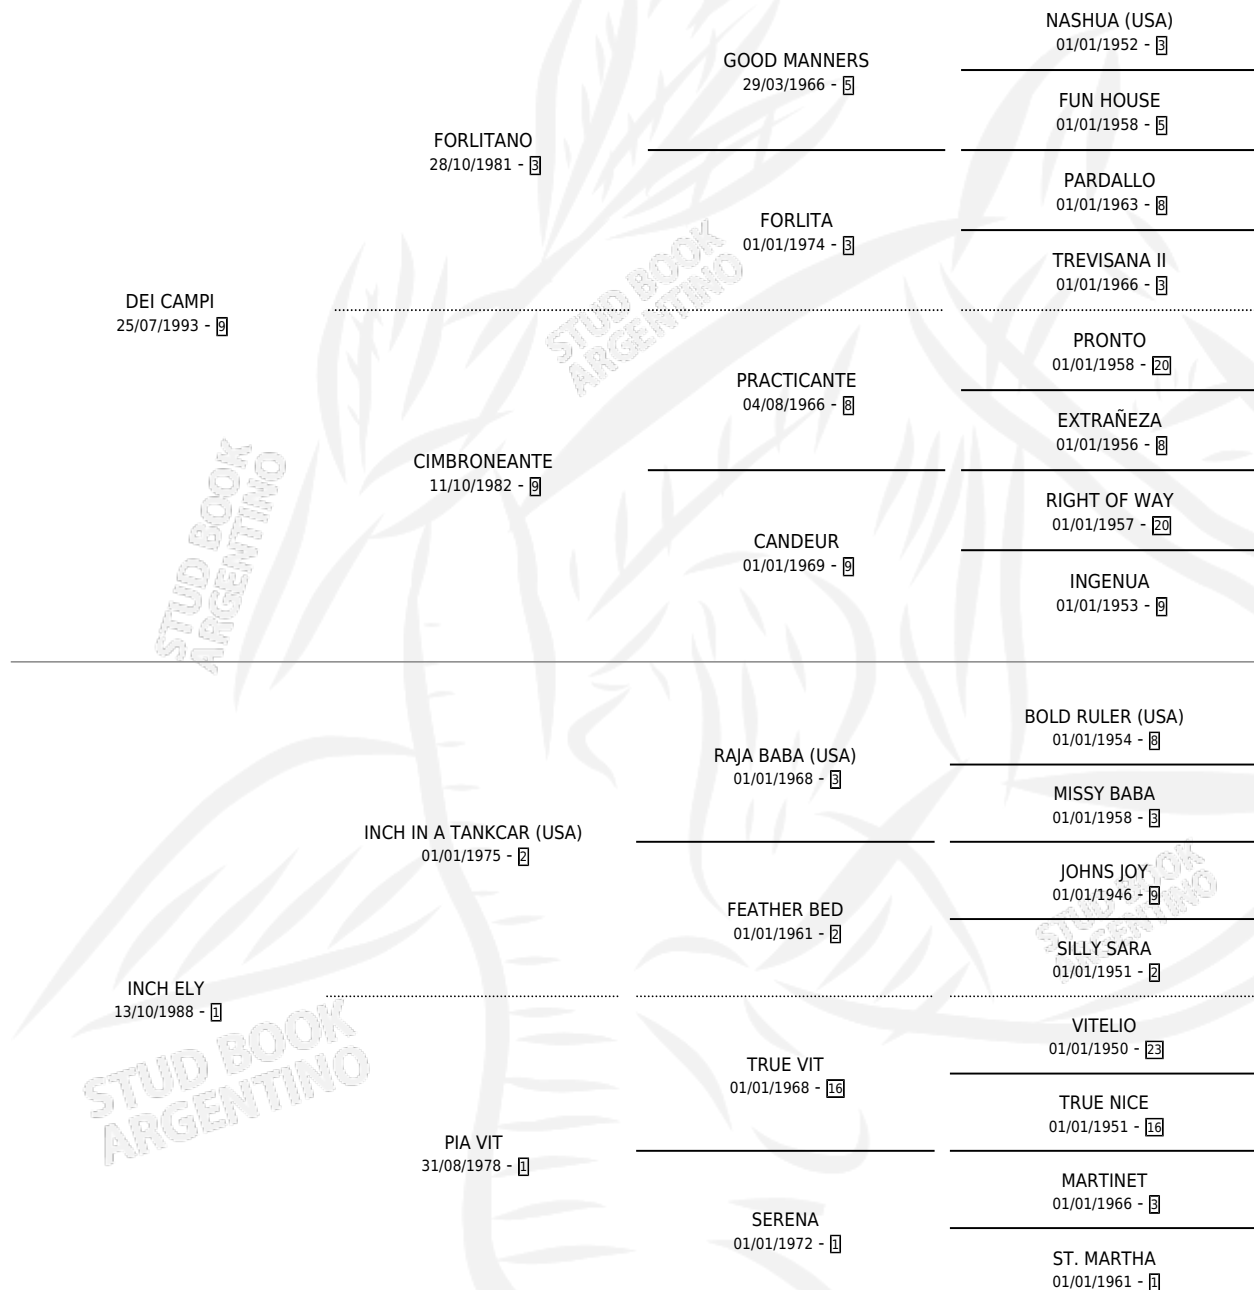 NASHUA (USA)
01/01/1952 - 3
GOOD MANNERS
29/03/1966 - 5
FUN HOUSE
01/01/1958 - 5
FORLITANO
28/10/1981 - 3
PARDALLO
01/01/1963 - 8
FORLITA
01/01/1974 - 3
TREVISANA II
01/01/1966 - 3
DEI CAMPI
25/07/1993 - 9
STUD BOOK
ARGENTINO
PRONTO
01/01/1958 - 20
PRACTICANTE
04/08/1966 - 8
EXTRAÑEZA
01/01/1956 - 8
CIMBRONEANTE
11/10/1982 - 9
RIGHT OF WAY
01/01/1957 - 20
CANDEUR
01/01/1969 - 9
INGENUA
01/01/1953 - 9
STUD BOOK
ARGENTINO
BOLD RULER (USA)
01/01/1954 - 8
RAJA BABA (USA)
01/01/1968 - 3
MISSY BABA
01/01/1958 - 3
INCH IN A TANKCAR (USA)
01/01/1975 - 2
JOHNS JOY
01/01/1946 - 9
FEATHER BED
01/01/1961 - 2
SILLY SARA
01/01/1951 - 2
STUD BOOK
ARGENTINO
INCH ELY
13/10/1988 - 1
VITELIO
01/01/1950 - 23
TRUE VIT
01/01/1968 - 16
TRUE NICE
01/01/1951 - 16
STUD BOOK
ARGENTINO
PIA VIT
31/08/1978 - 1
MARTINET
01/01/1966 - 3
SERENA
01/01/1972 - 1
ST. MARTHA
01/01/1961 - 1